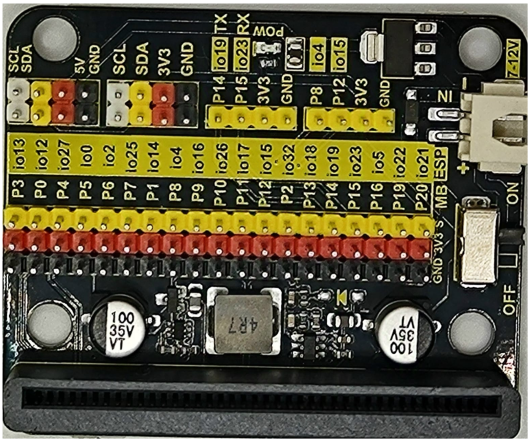 SCL
SDA
5V
GND
SCL
SDA
3V3
GND
io19 TX
io23 RX
POW
io4
io15
7-12V
P14
P15
3V3
GND
P8
P12
3V3
GND
IN
-
+
io13
io12
io27
io0
io2
io25
io14
io4
io16
io26
io17
io15
io32
io18
io19
io23
io5
io22
io21
ESP
P3
P0
P4
P5
P6
P7
P1
P8
P9
P10
P11
P12
P2
P13
P14
P15
P16
P19
P20
MB
ON
OFF
GND 3V3 S
100
35V
VT
4R7
100
35V
VT